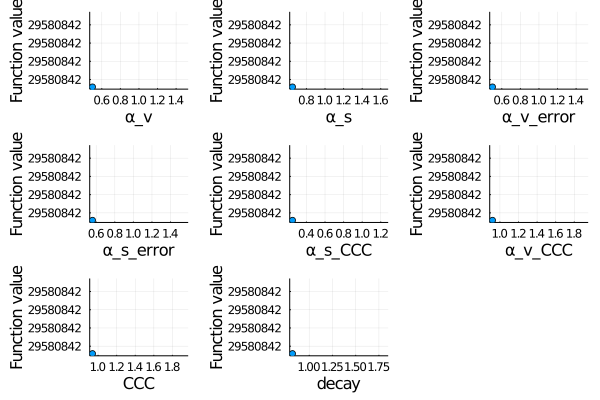 Function value 29580842 29580842 29580842 29580842 0.6 0.8 1.0 1.2 1.4 α_v
Function value 29580842 29580842 29580842 29580842 0.8 1.0 1.2 1.4 1.6 α_s
Function value 29580842 29580842 29580842 29580842 0.6 0.8 1.0 1.2 1.4 α_v_error
Function value 29580842 29580842 29580842 29580842 0.6 0.8 1.0 1.2 1.4 α_s_error
Function value 29580842 29580842 29580842 29580842 0.4 0.6 0.8 1.0 1.2 α_s_CCC
Function value 29580842 29580842 29580842 29580842 1.0 1.2 1.4 1.6 1.8 α_v_CCC
Function value 29580842 29580842 29580842 29580842 1.0 1.2 1.4 1.6 1.8 CCC
Function value 29580842 29580842 29580842 29580842 1.00 1.25 1.50 1.75 decay